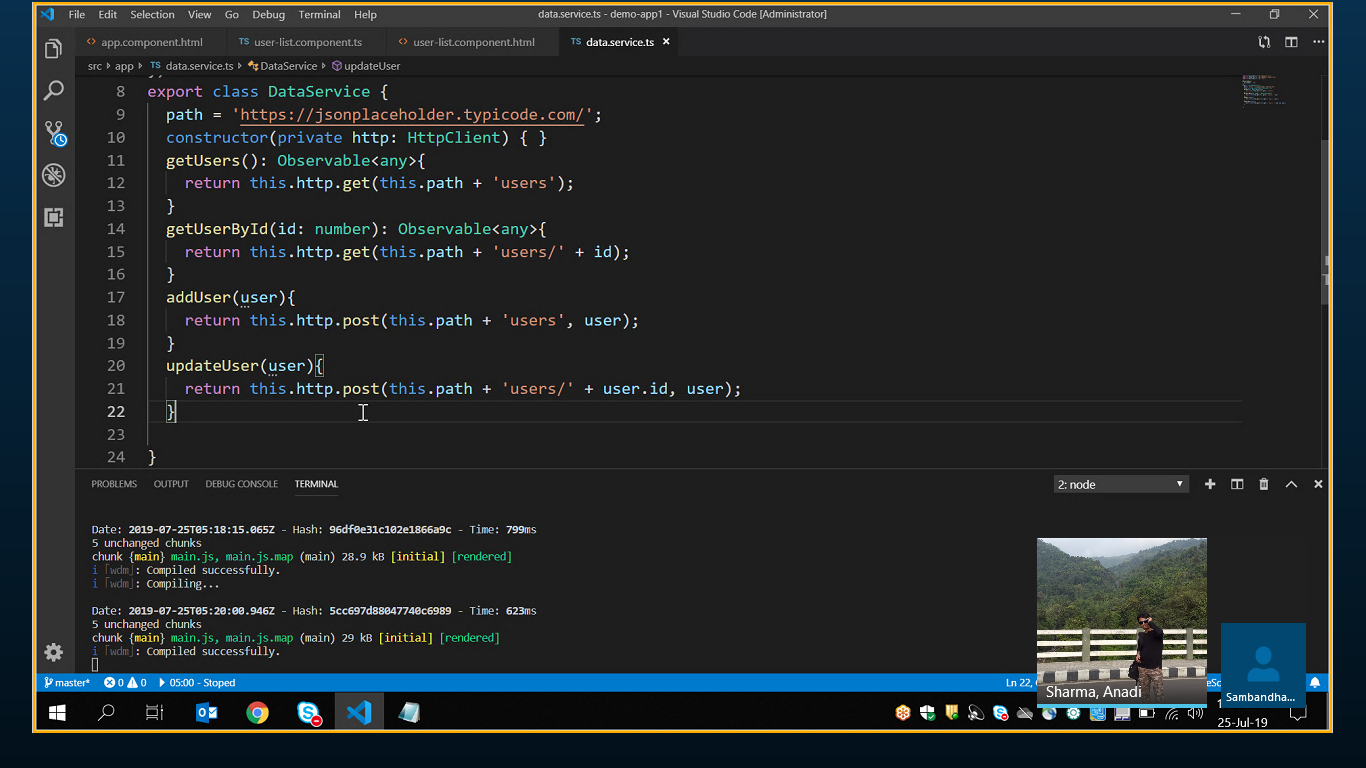 File Edit Selection View Go Debug Terminal Help data.service.ts - demo-app1 - Visual Studio Code [Administrator]
<> app.component.html TS user-list.component.ts <> user-list.component.html TS data.service.ts ×
src › app › TS data.service.ts › DataService › updateUser
8 export class DataService {
9 path = 'https://jsonplaceholder.typicode.com/';
10 constructor(private http: HttpClient) { }
11 getUsers(): Observable<any>{
12 return this.http.get(this.path + 'users');
13 }
14 getUserById(id: number): Observable<any>{
15 return this.http.get(this.path + 'users/' + id);
16 }
17 addUser(user){
18 return this.http.post(this.path + 'users', user);
19 }
20 updateUser(user){
21 return this.http.post(this.path + 'users/' + user.id, user);
22 }
23
24 }
PROBLEMS OUTPUT DEBUG CONSOLE TERMINAL 2: node
Date: 2019-07-25T05:18:15.065Z - Hash: 96df0e31c102e1866a9c - Time: 799ms
5 unchanged chunks
chunk {main} main.js, main.js.map (main) 28.9 kB [initial] [rendered]
i ｢wdm｣: Compiled successfully.
i ｢wdm｣: Compiling...
Date: 2019-07-25T05:20:00.946Z - Hash: 5cc697d88047740c6989 - Time: 623ms
5 unchanged chunks
chunk {main} main.js, main.js.map (main) 29 kB [initial] [rendered]
i ｢wdm｣: Compiled successfully.
Sharma, Anadi
Sambandha...
master* 0 0 05:00 - Stoped Ln 22,
25-Jul-19